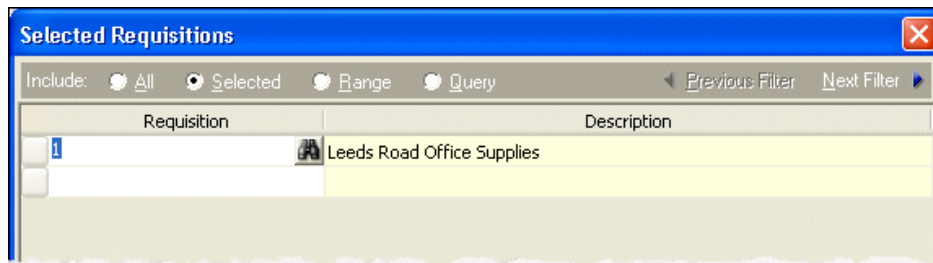 Selected Requisitions
Include: All Selected Range Query Previous Filter Next Filter
Requisition Description
1 Leeds Road Office Supplies